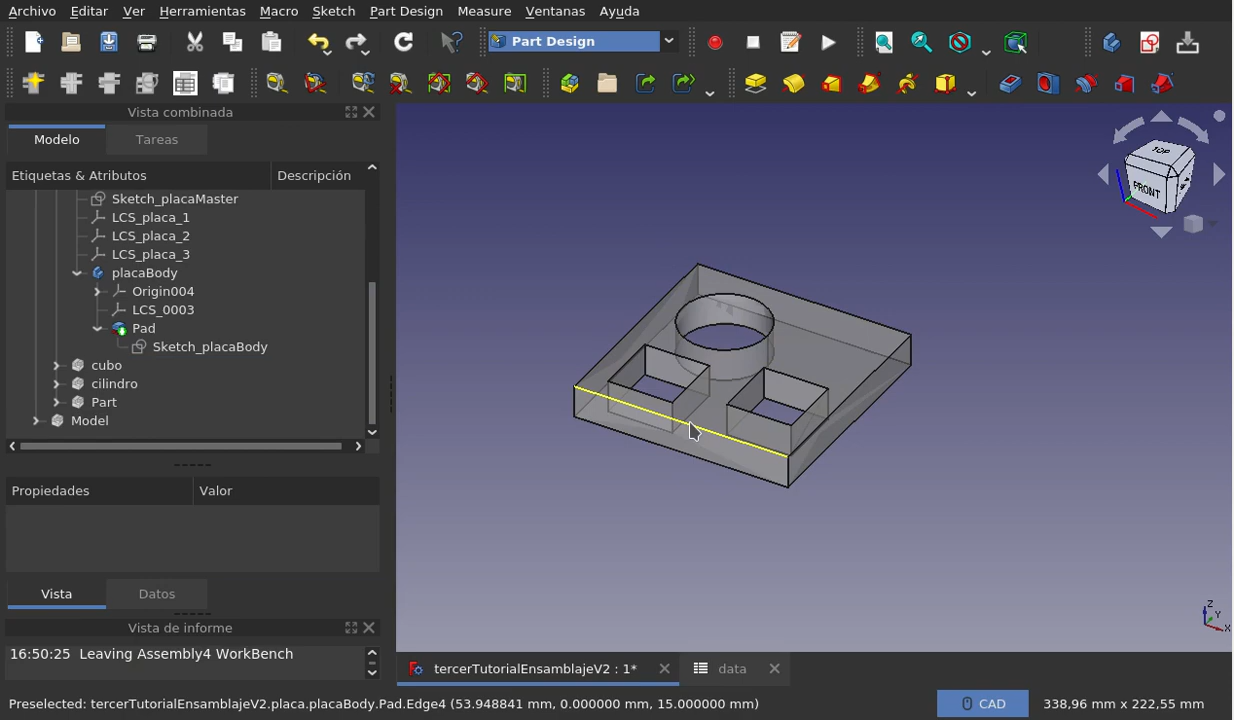 Archivo Editar Ver Herramientas Macro Sketch Part Design Measure Ventanas Ayuda
Part Design
Vista combinada
Modelo Tareas
Etiquetas & Atributos Descripción
Sketch_placaMaster
LCS_placa_1
LCS_placa_2
LCS_placa_3
placaBody
Origin004
LCS_0003
Pad
Sketch_placaBody
cubo
cilindro
Part
Model
Propiedades Valor
Vista Datos
Vista de informe
16:50:25 Leaving Assembly4 WorkBench
TOP
FRONT
Z
Y
X
tercerTutorialEnsamblajeV2 : 1* data
Preselected: tercerTutorialEnsamblajeV2.placa.placaBody.Pad.Edge4 (53.948841 mm, 0.000000 mm, 15.000000 mm) CAD 338,96 mm x 222,55 mm